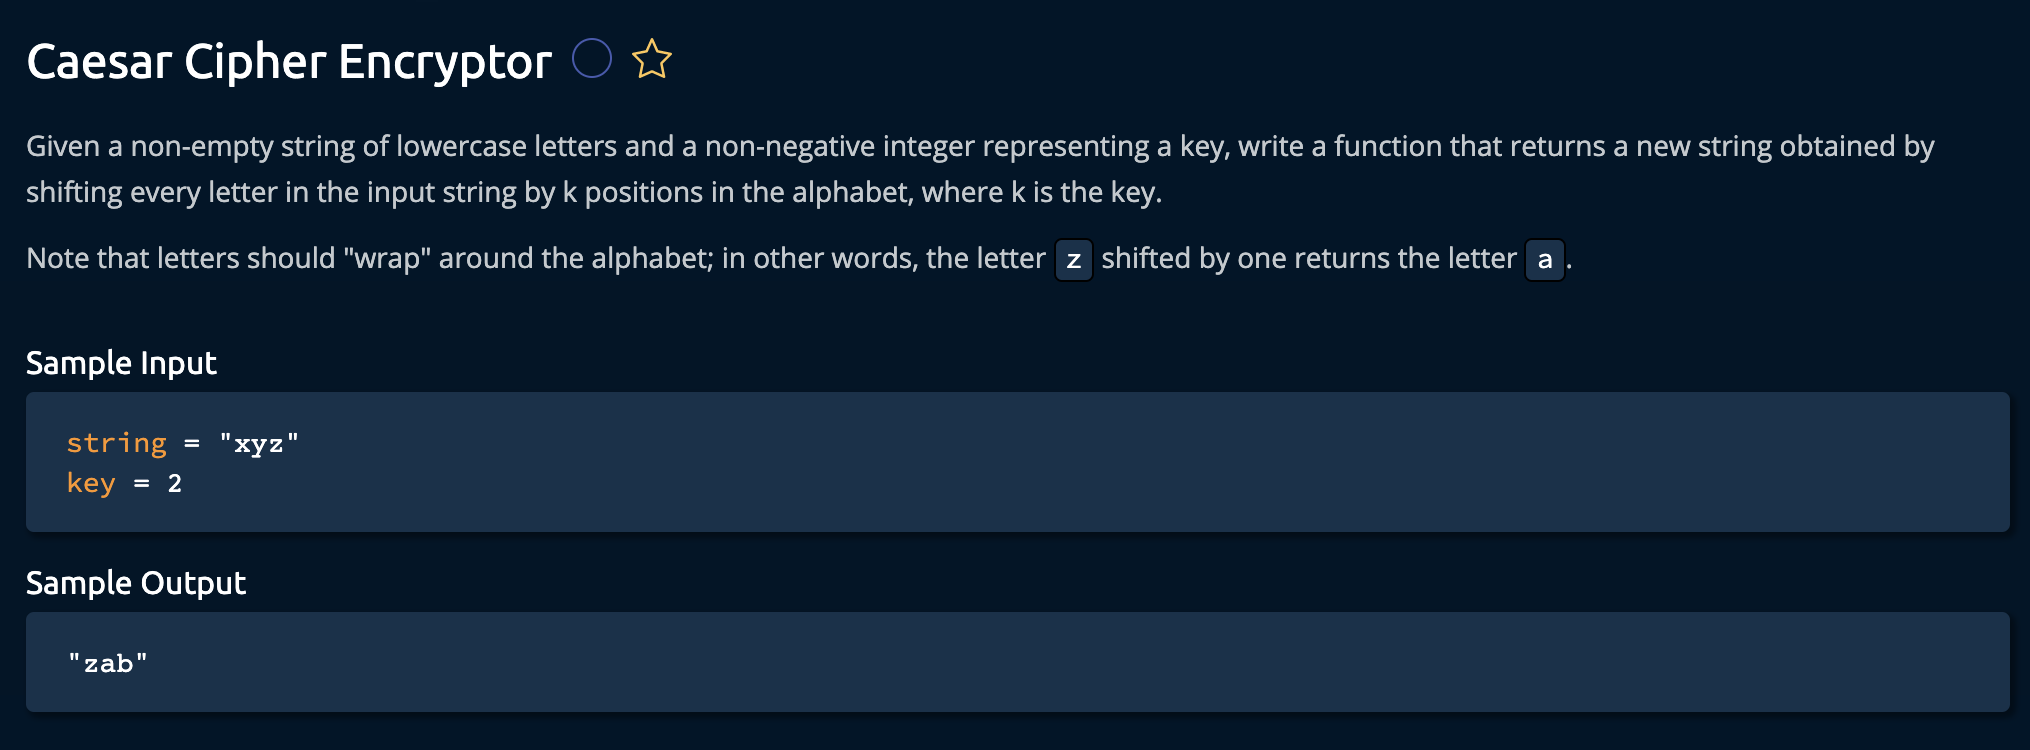 Caesar Cipher Encryptor
Given a non-empty string of lowercase letters and a non-negative integer representing a key, write a function that returns a new string obtained by
shifting every letter in the input string by k positions in the alphabet, where k is the key.
Note that letters should "wrap" around the alphabet; in other words, the letter z shifted by one returns the letter a.
Sample Input
string = "xyz"
key = 2
Sample Output
"zab"